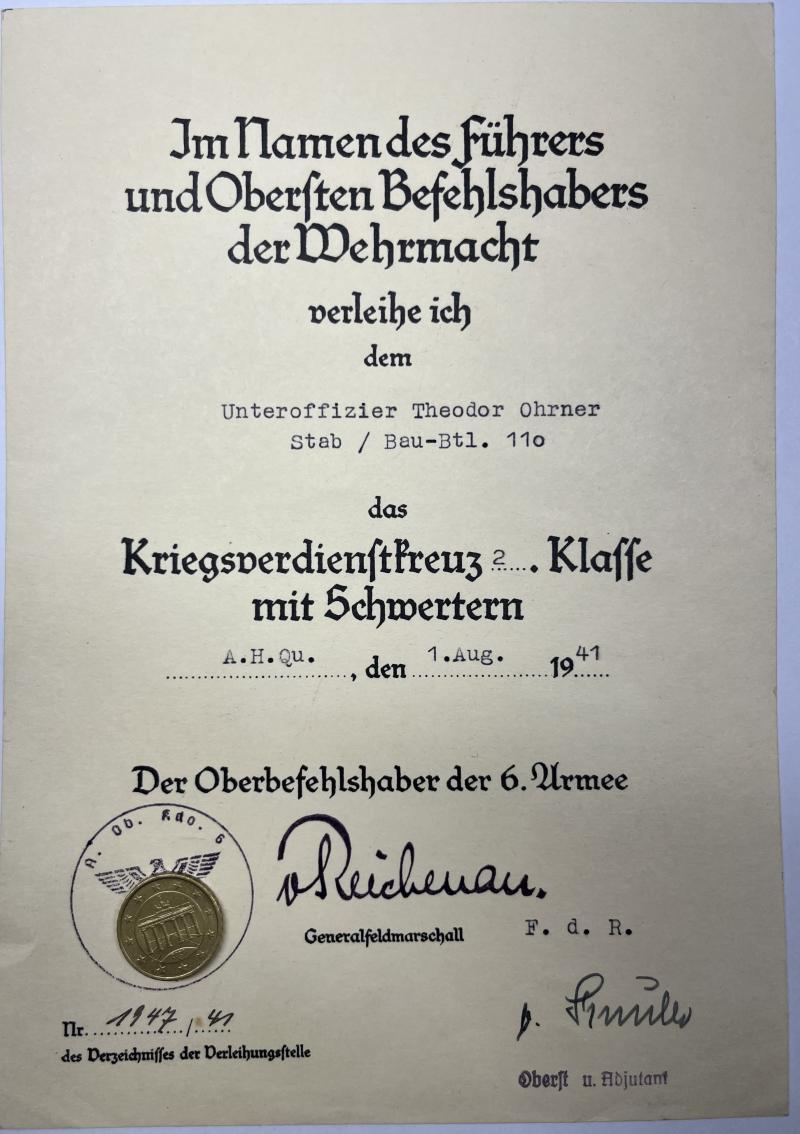 Im Namen des Führers
und Obersten Befehlshabers
der Wehrmacht
verleihe ich
dem
Unteroffizier Theodor Ohrner
Stab / Bau-Btl. 11o
das
Kriegsverdienstkreuz 2. Klasse
mit Schwertern
A.H.Qu., den 1.Aug. 1941
Der Oberbefehlshaber der 6. Armee
A. Ob. Kdo. 6
v Reichenau.
Generalfeldmarschall
F. d. R.
Nr. 1947/41
des Verzeichnisses der Verleihungsstelle
Oberst u. Adjutant